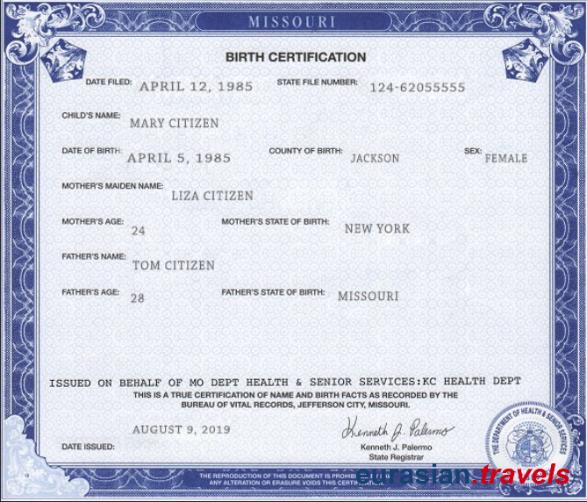 MISSOURI
BIRTH CERTIFICATION
DATE FILED: APRIL 12, 1985 STATE FILE NUMBER: 124-62055555
CHILD'S NAME: MARY CITIZEN
DATE OF BIRTH: APRIL 5, 1985 COUNTY OF BIRTH: JACKSON SEX: FEMALE
MOTHER'S MAIDEN NAME: LIZA CITIZEN
MOTHER'S AGE: 24 MOTHER'S STATE OF BIRTH: NEW YORK
FATHER'S NAME: TOM CITIZEN
FATHER'S AGE: 28 FATHER'S STATE OF BIRTH: MISSOURI
ISSUED ON BEHALF OF MO DEPT HEALTH & SENIOR SERVICES:KC HEALTH DEPT
THIS IS A TRUE CERTIFICATION OF NAME AND BIRTH FACTS AS RECORDED BY THE
BUREAU OF VITAL RECORDS, JEFFERSON CITY, MISSOURI.
AUGUST 9, 2019 Kenneth J. Palermo
Kenneth J. Palermo
DATE ISSUED: State Registrar
THE DEPARTMENT OF HEALTH & SENIOR SERVICES
THE REPRODUCTION OF THIS DOCUMENT IS PROHIB
ANY ALTERATION OR ERASURE VOIDS THIS CERT
eurasian.travels